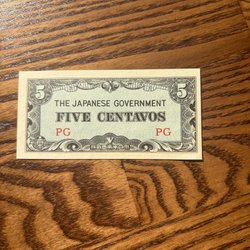 5 5
THE JAPANESE GOVERNMENT
FIVE CENTAVOS
PG PG